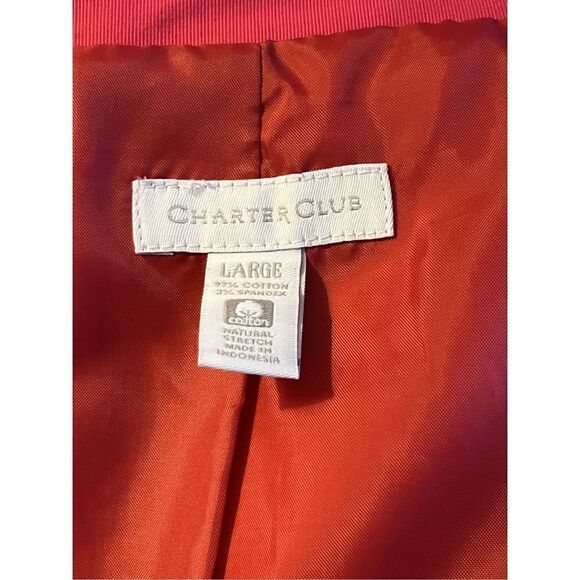 CHARTER CLUB
LARGE
97% COTTON
3% SPANDEX
cotton
NATURAL
STRETCH
MADE IN
INDONESIA